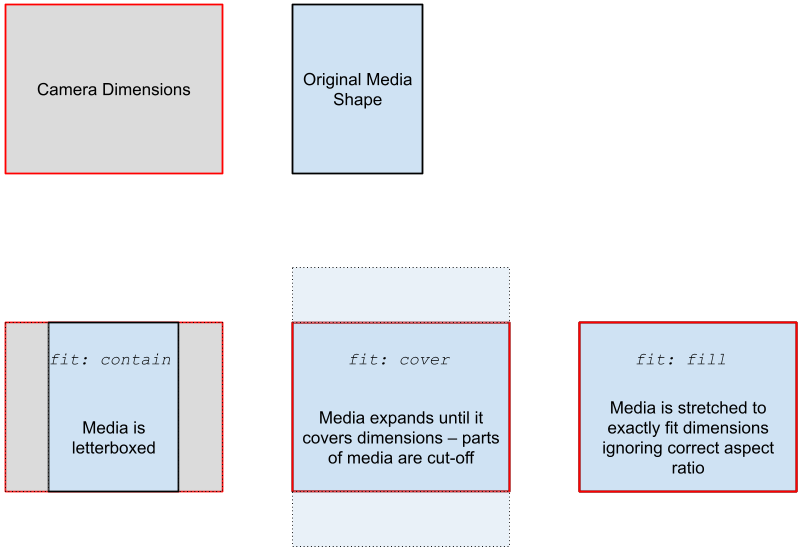 Camera Dimensions
Original Media
Shape
fit: contain
Media is
letterboxed
fit: cover
Media expands until it
covers dimensions – parts
of media are cut-off
fit: fill
Media is stretched to
exactly fit dimensions
ignoring correct aspect
ratio